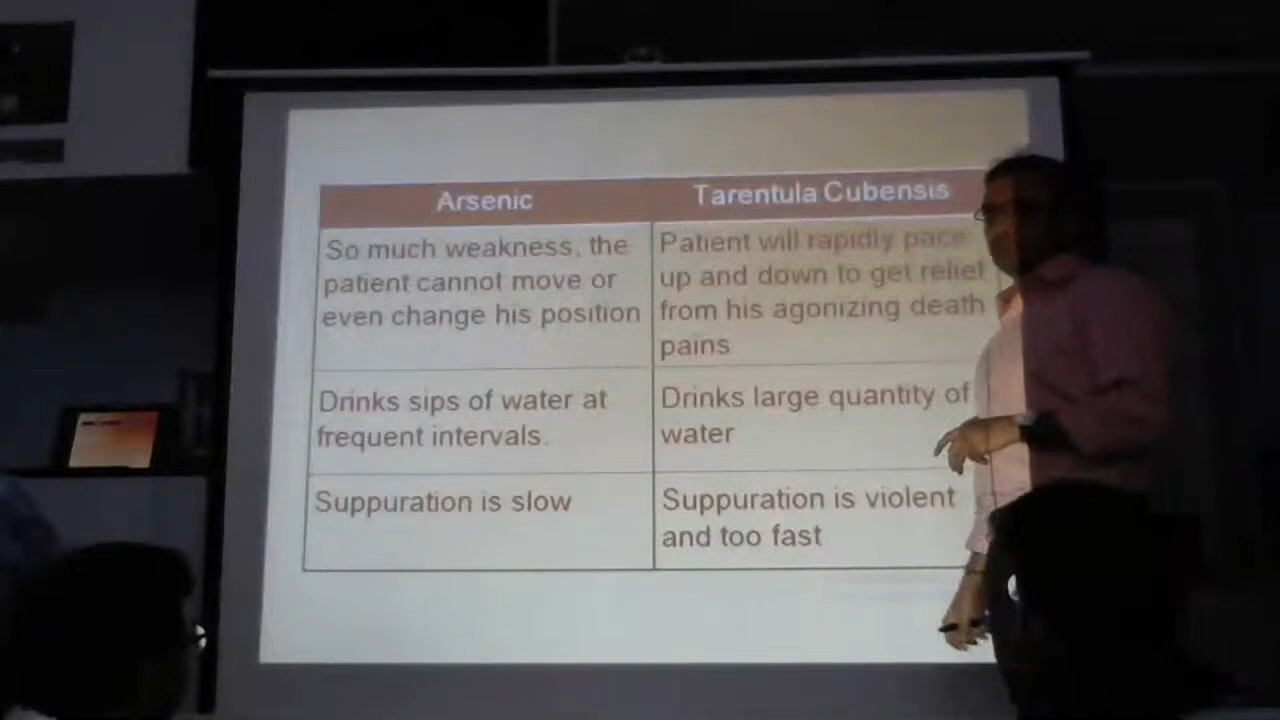 Arsenic
Tarentula Cubensis
So much weakness, the
patient cannot move or
even change his position
Patient will rapidly pace
up and down to get relief
from his agonizing death
pains
Drinks sips of water at
frequent intervals.
Drinks large quantity of
water
Suppuration is slow
Suppuration is violent
and too fast